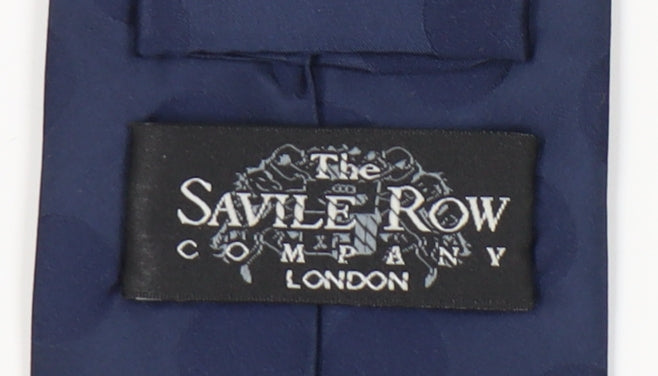 The
SAVILE ROW
COMPANY
LONDON